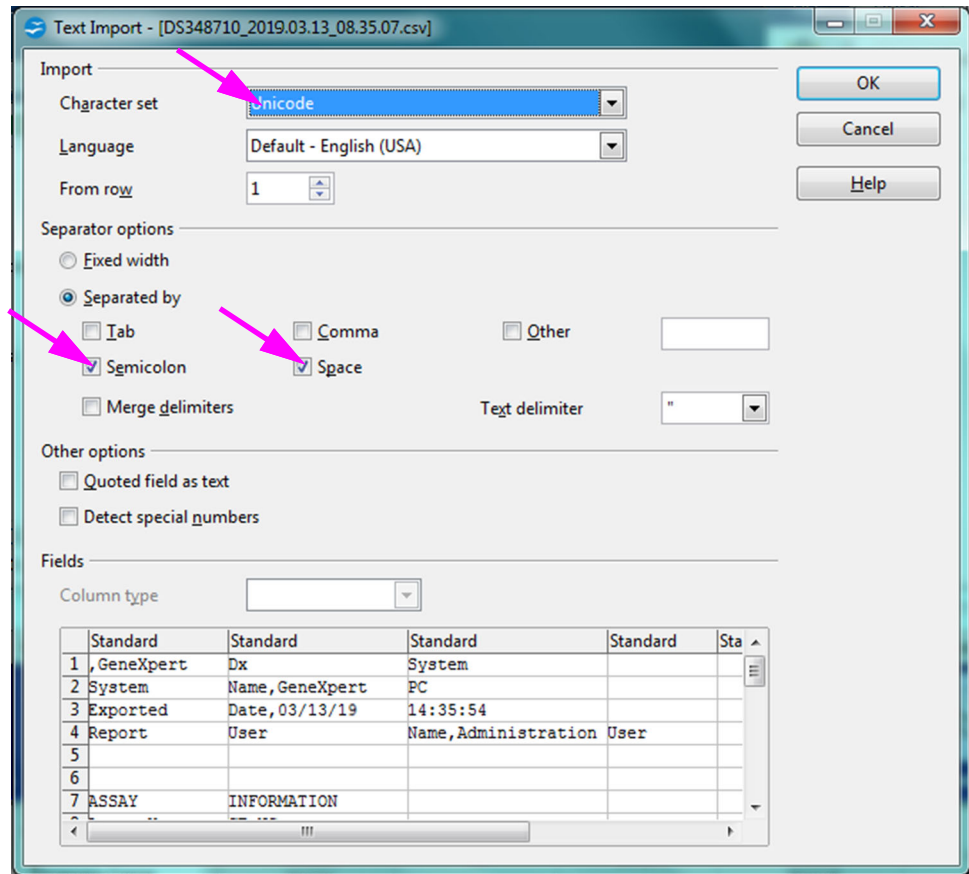 Text Import - [DS348710_2019.03.13_08.35.07.csv]
Import
OK
Character set Unicode
Cancel
Language Default - English (USA)
From row 1
Help
Separator options
Fixed width
Separated by
Tab Comma Other
Semicolon Space
Merge delimiters Text delimiter "
Other options
Quoted field as text
Detect special numbers
Fields
Column type
Standard Standard Standard Standard Sta
1 ,GeneXpert Dx System
2 System Name,GeneXpert PC
3 Exported Date,03/13/19 14:35:54
4 Report User Name,Administration User
5
6
7 ASSAY INFORMATION